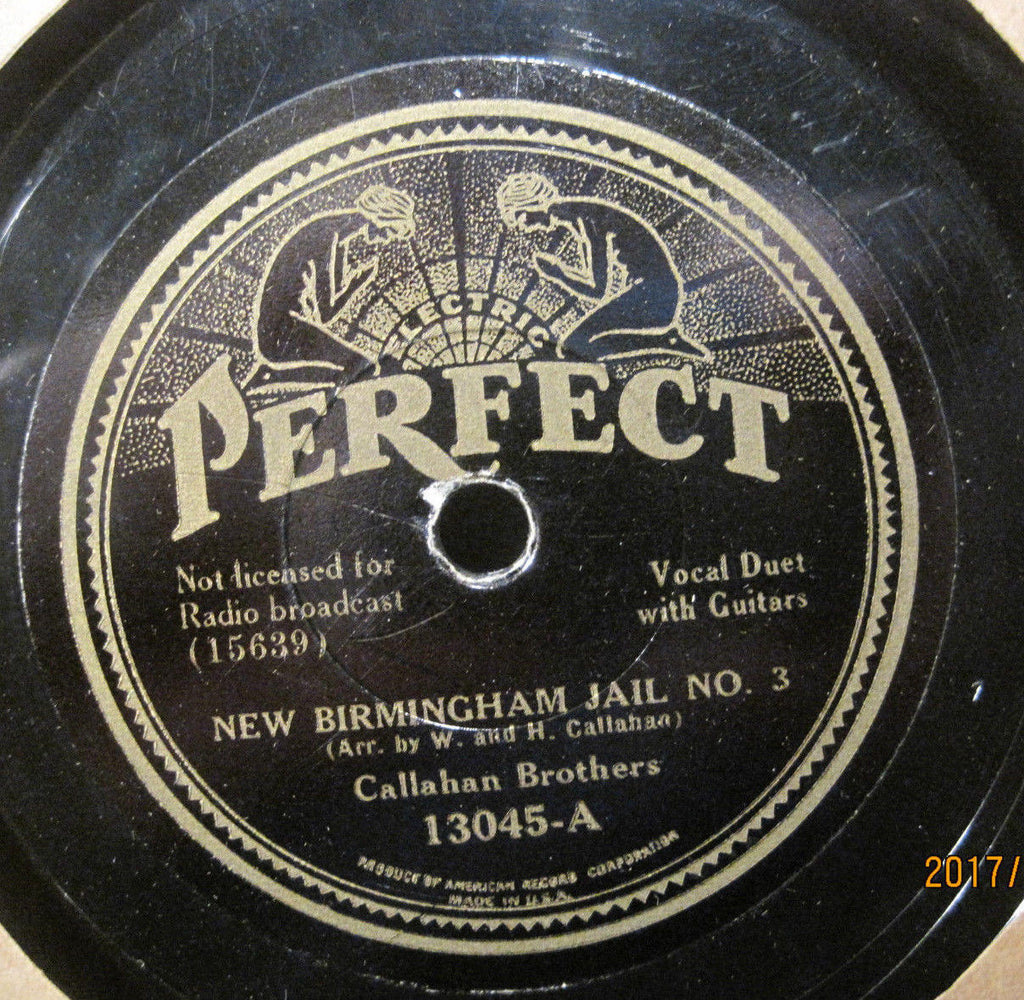 ELECTRIC
PERFECT
Not licensed for
Radio broadcast
(15639)
Vocal Duet
with Guitars
NEW BIRMINGHAM JAIL NO. 3
(Arr. by W. and H. Callahan)
Callahan Brothers
13045-A
PRODUCE OF AMERICAN RECORD CORPORATION
MADE IN U.S.A.
2017/